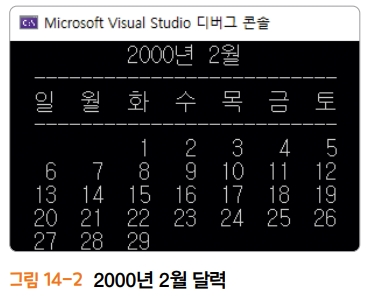 Microsoft Visual Studio 디버그 콘솔
2000년 2월
---------------------------
일 월 화 수 목 금 토
---------------------------
1 2 3 4 5
6 7 8 9 10 11 12
13 14 15 16 17 18 19
20 21 22 23 24 25 26
27 28 29
그림 14-2 2000년 2월 달력